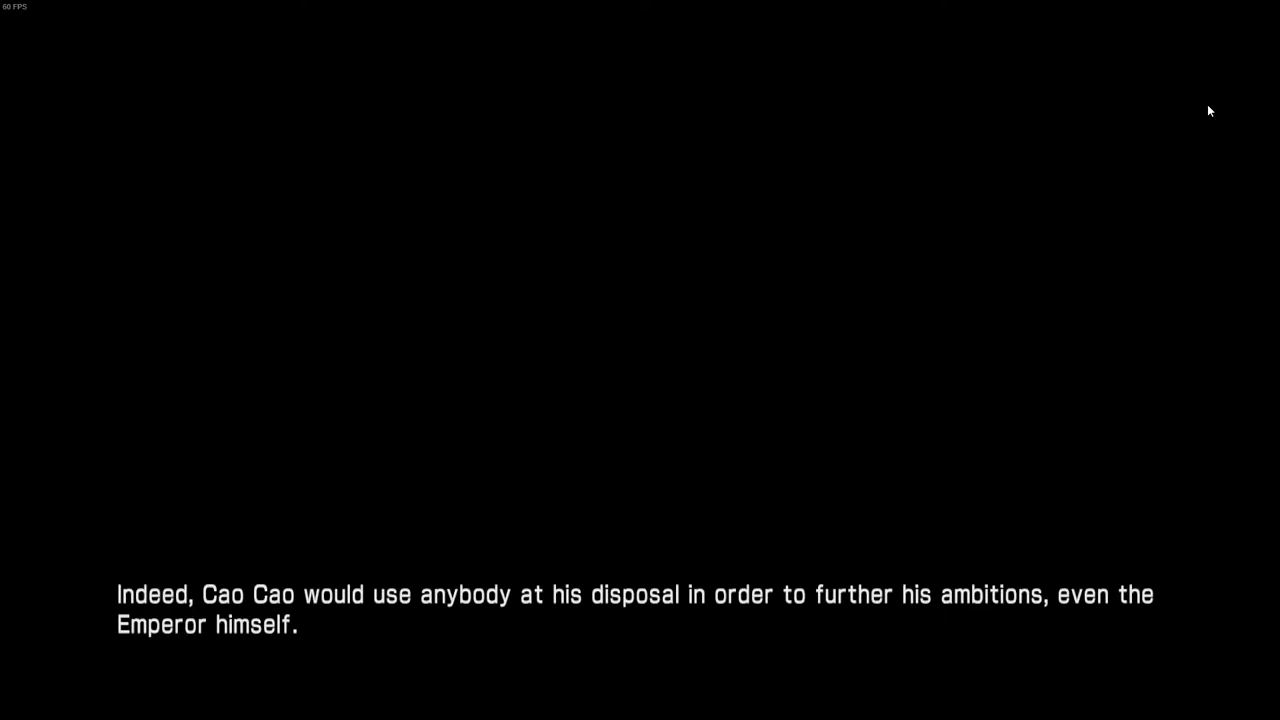 60 FPS
Indeed, Cao Cao would use anybody at his disposal in order to further his ambitions, even the
Emperor himself.